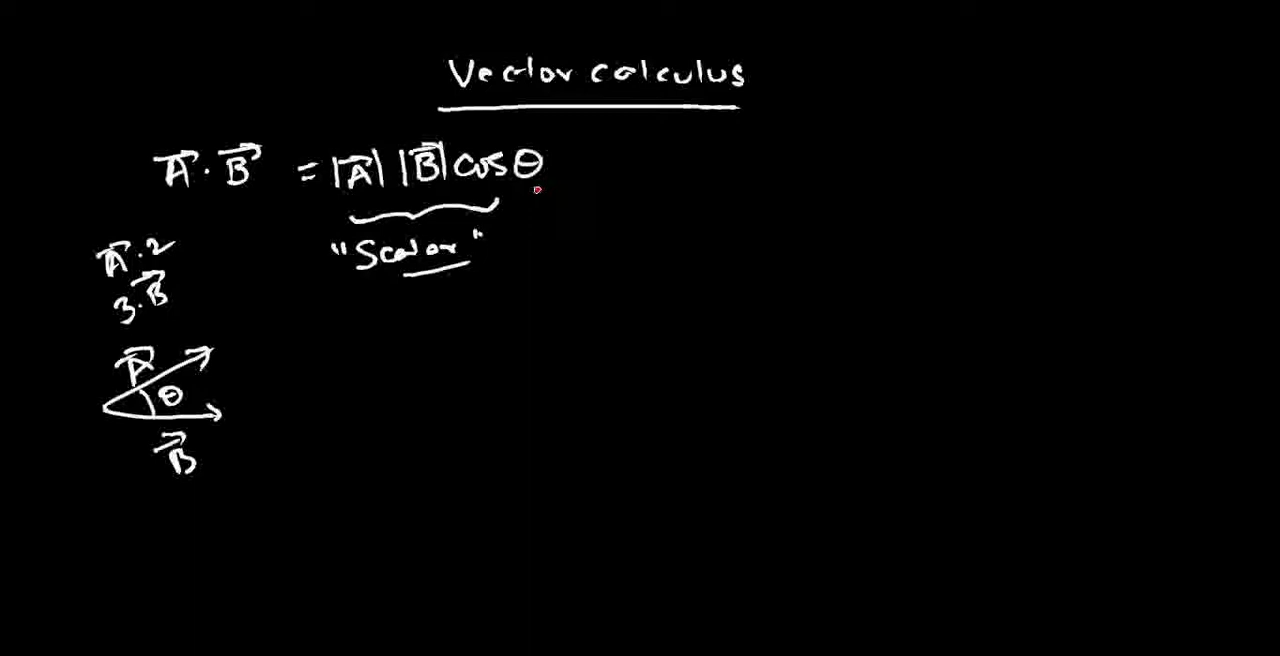 Vector calculus
A⃗ · B⃗ = |A⃗| |B⃗| cos θ
"Scalar"
A⃗ · 2
3 · B⃗
A⃗
θ
B⃗